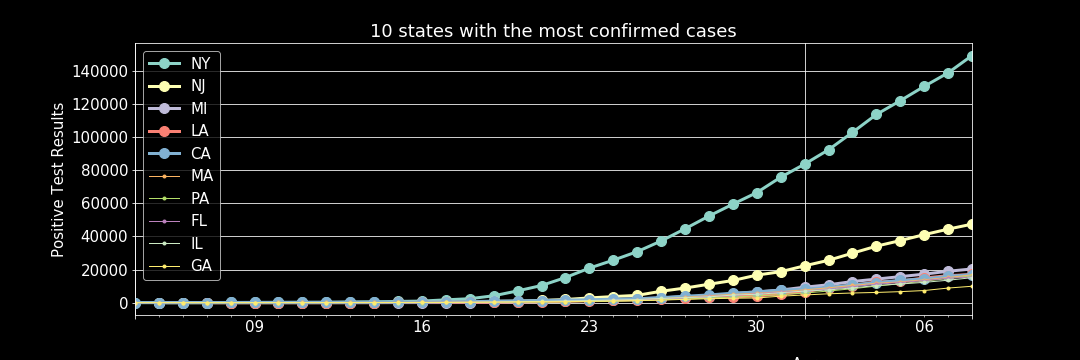 10 states with the most confirmed cases
Positive Test Results
140000
120000
100000
80000
60000
40000
20000
0
NY
NJ
MI
LA
CA
MA
PA
FL
IL
GA
09 16 23 30 06